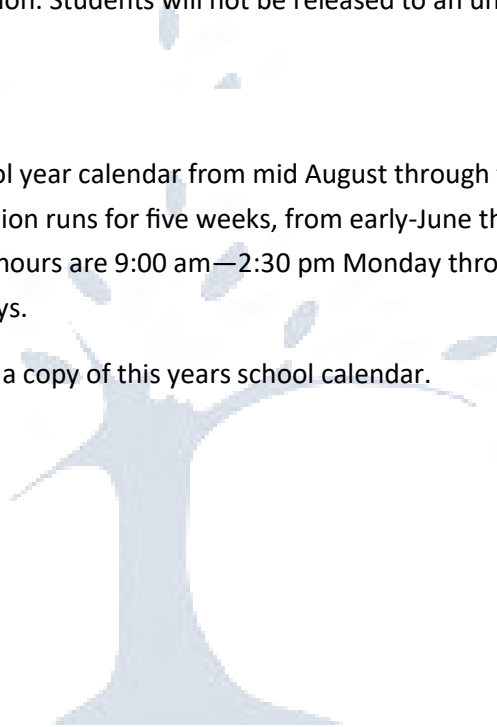 ion. Students will not be released to an un
ol year calendar from mid August through
ion runs for five weeks, from early-June th
hours are 9:00 am—2:30 pm Monday thro
ys.
a copy of this years school calendar.